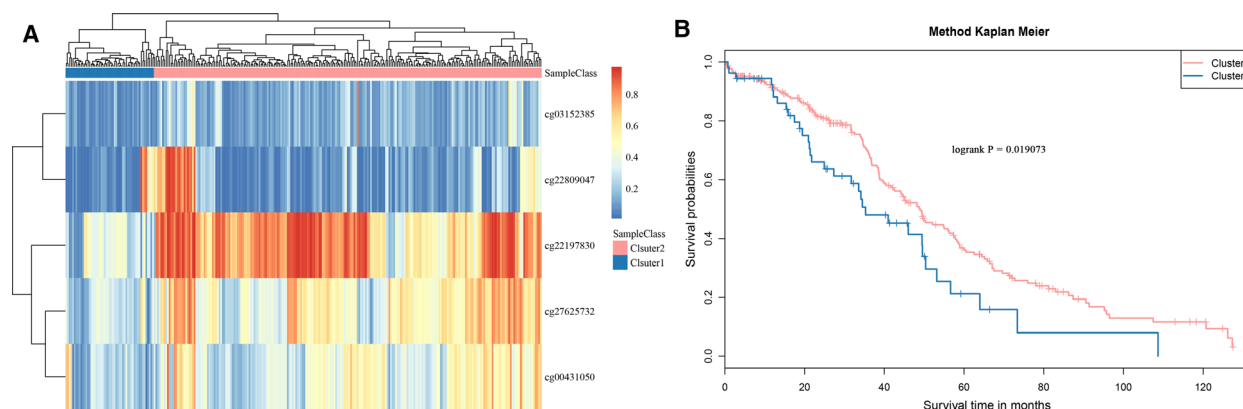 A
SampleClass
cg03152385
cg22809047
cg22197830
cg27625732
cg00431050
0.8
0.6
0.4
0.2
SampleClass
Clsuter2
Clsuter1
B
Method Kaplan Meier
Cluster
Cluster
logrank P = 0.019073
Survival probabilities
1.0
0.8
0.6
0.4
0.2
0.0
0
20
40
60
80
100
120
Survival time in months